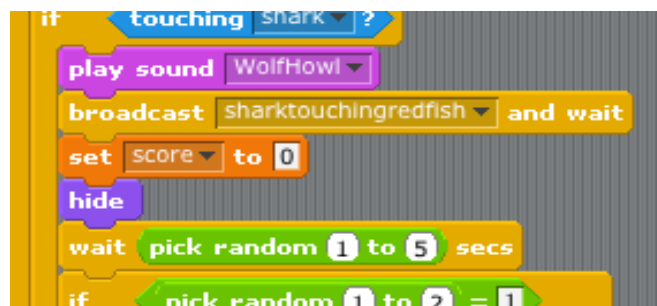 if touching shark ?
play sound WolfHowl
broadcast sharktouchingredfish and wait
set score to 0
hide
wait pick random 1 to 5 secs
if pick random 1 to 2 = 1